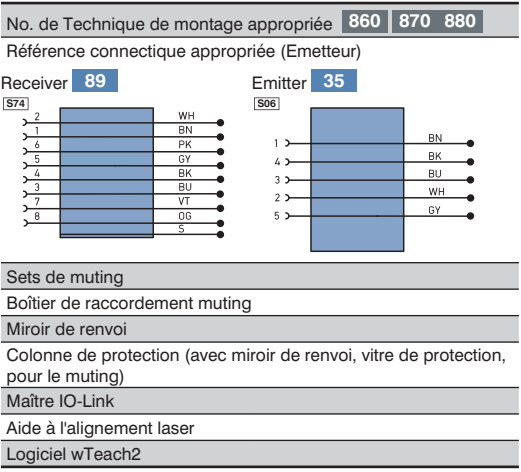 No. de Technique de montage appropriée 860 870 880
Référence connectique appropriée (Emetteur)
Receiver 89
Emitter 35
S74
2 WH
1 BN
6 PK
5 GY
4 BK
3 BU
7 VT
8 OG
S
S06
1 BN
4 BK
3 BU
2 WH
5 GY
Sets de muting
Boîtier de raccordement muting
Miroir de renvoi
Colonne de protection (avec miroir de renvoi, vitre de protection,
pour le muting)
Maître IO-Link
Aide à l'alignement laser
Logiciel wTeach2